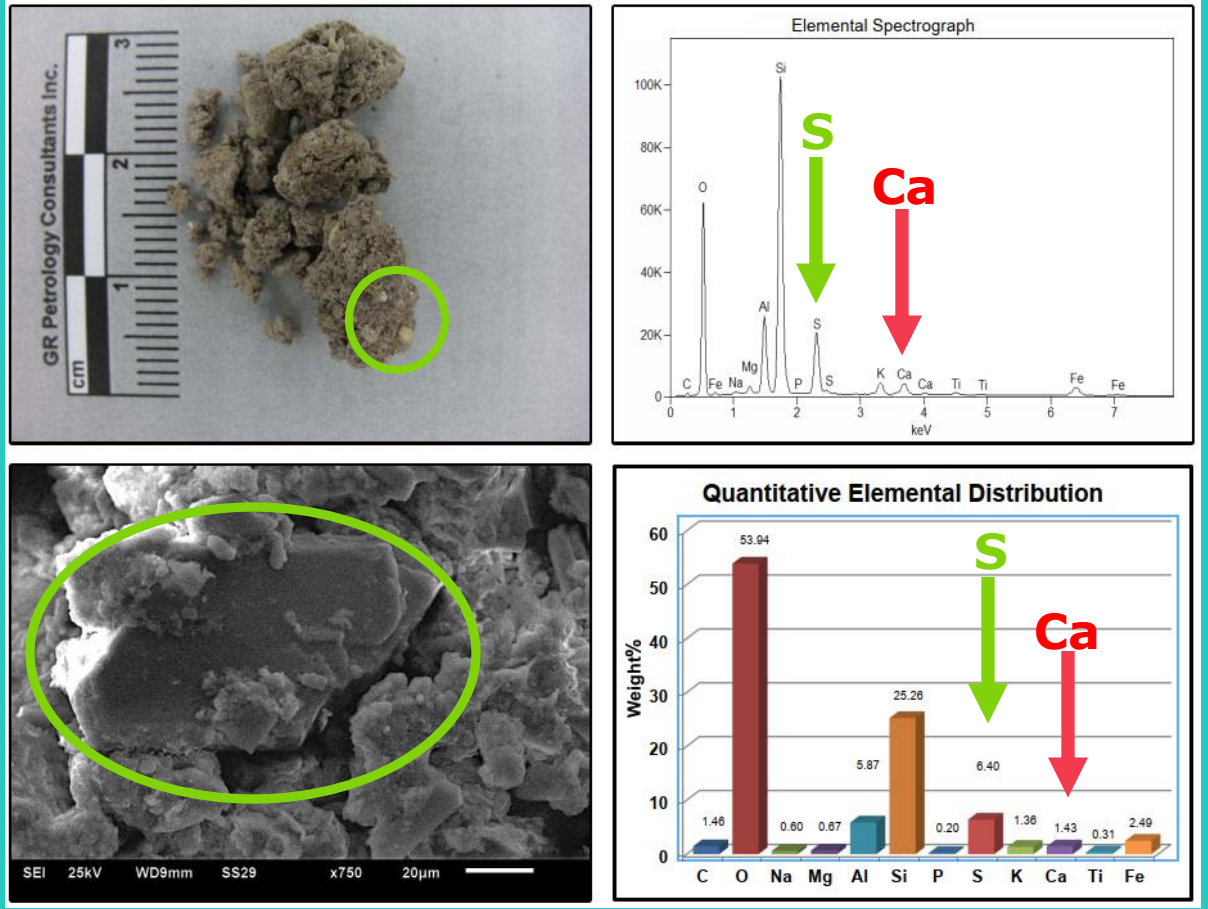 GR Petrology Consultants Inc.
cm
3
2
1
Elemental Spectrograph
100K
80K
60K
40K
20K
0
0 1 2 3 4 5 6 7
keV
C O Fe Na Mg Al Si P S S K Ca Ca Ti Ti Fe Fe
S
Ca
SEI 25kV WD9mm SS29 x750 20µm
Quantitative Elemental Distribution
Weight%
60
50
40
30
20
10
0
1.46 53.94 0.60 0.67 5.87 25.26 0.20 6.40 1.36 1.43 0.31 2.49
C O Na Mg Al Si P S K Ca Ti Fe
S
Ca